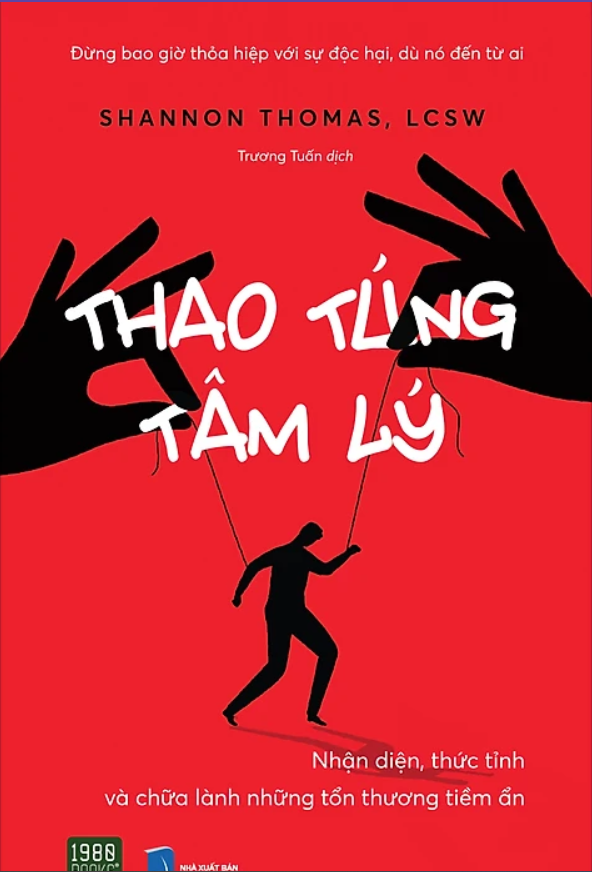 Đừng bao giờ thỏa hiệp với sự độc hại, dù nó đến từ ai
SHANNON THOMAS, LCSW
Trương Tuấn dịch
THAO TÚNG
TÂM LÝ
Nhận diện, thức tỉnh
và chữa lành những tổn thương tiềm ẩn
1980
BOOKS
NHÀ XUẤT BẢN